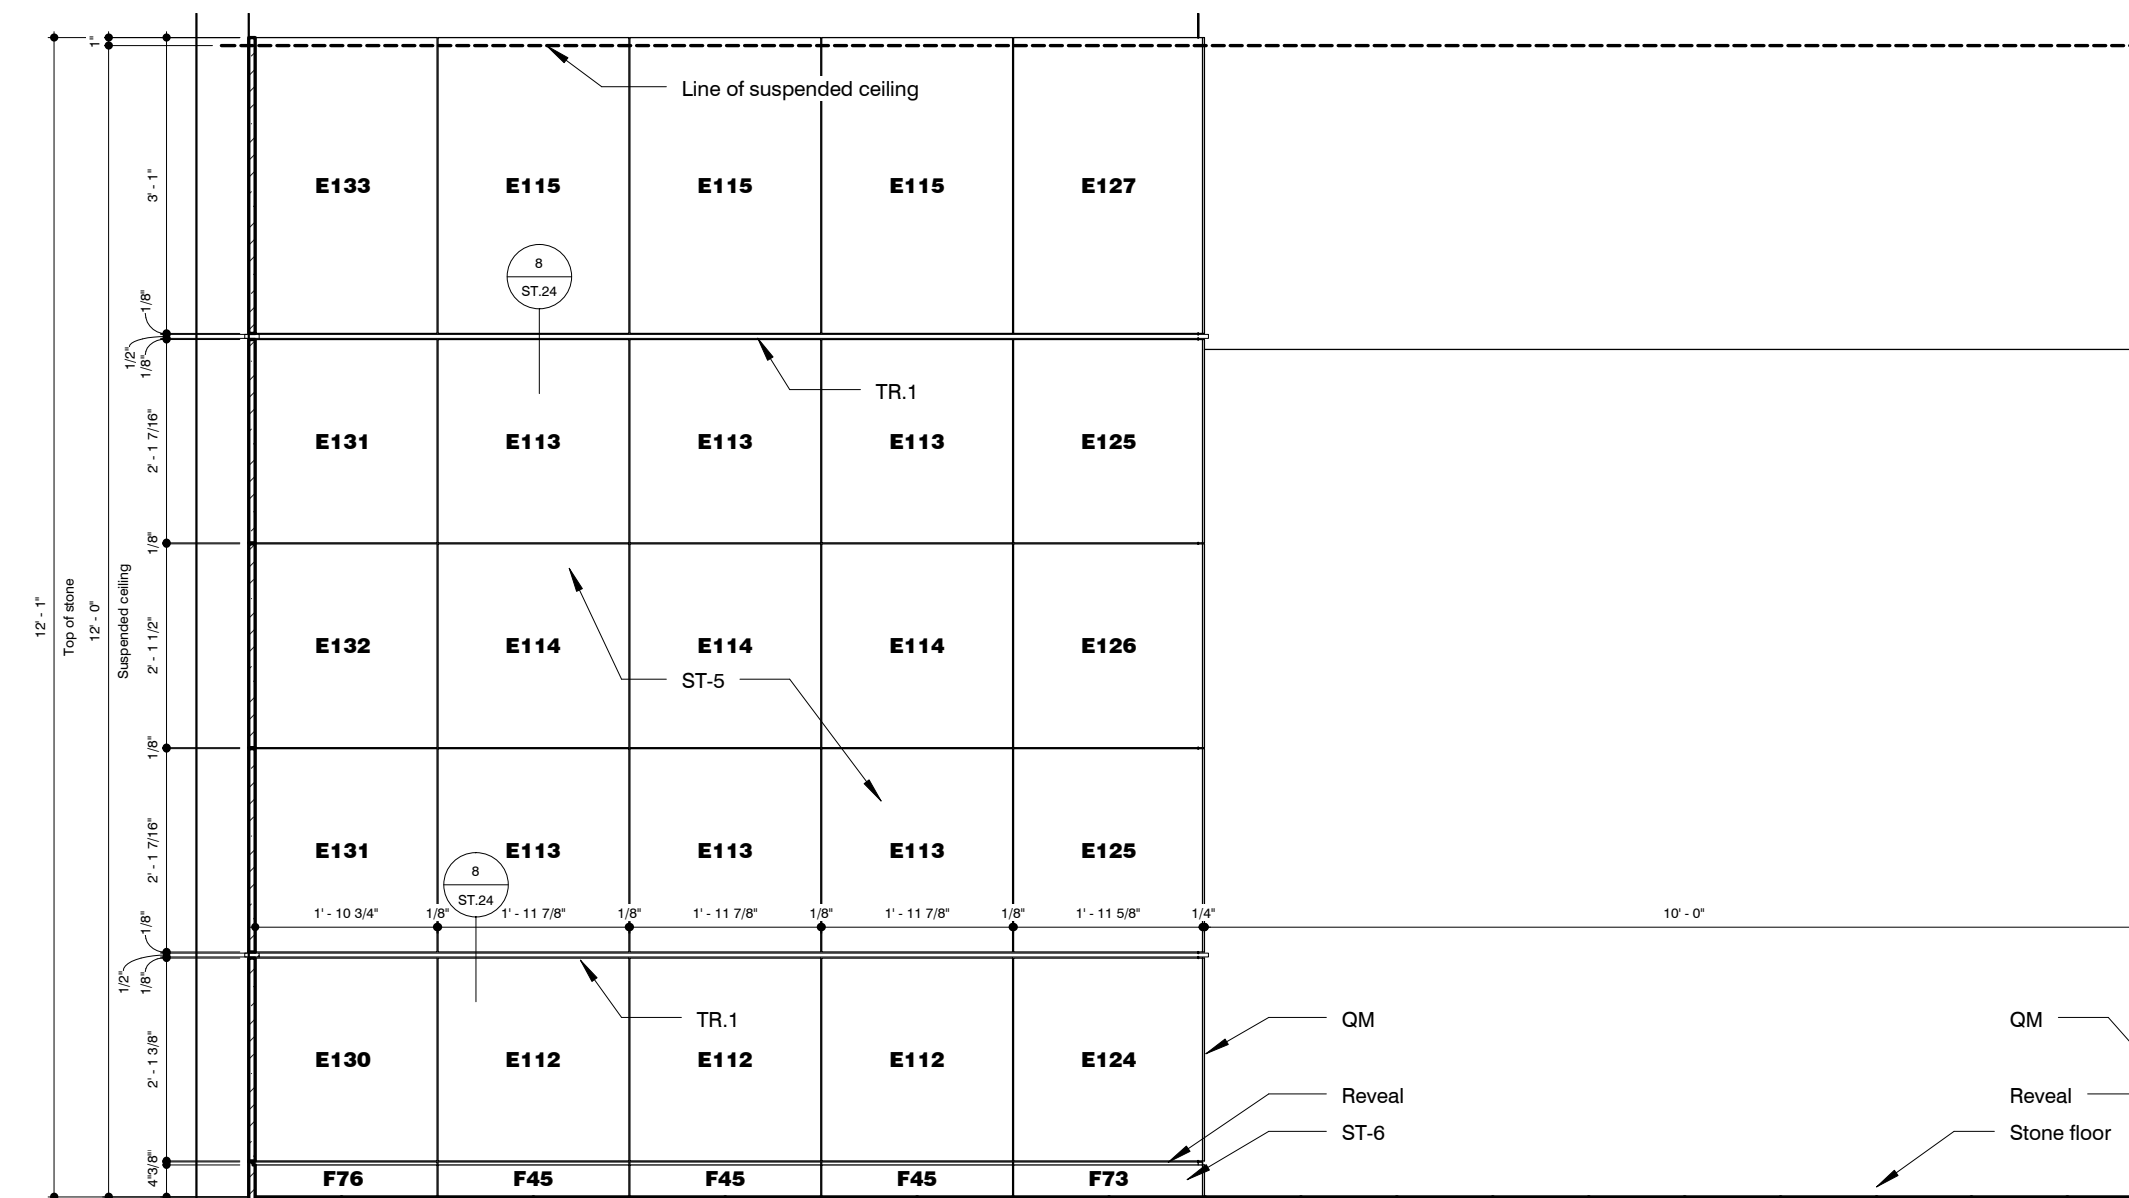 1"
Line of suspended ceiling
3' - 1"
E133 E115 E115 E115 E127
8
ST.24
1/8"
1/2"
1/8"
TR.1
2' - 1 7/16"
E131 E113 E113 E113 E125
1/8"
12' - 1"
Top of stone
12' - 0"
Suspended ceiling
2' - 1 1/2"
E132 E114 E114 E114 E126
ST-5
1/8"
2' - 1 7/16"
E131 E113 E113 E113 E125
8
ST.24
1' - 10 3/4" 1/8" 1' - 11 7/8" 1/8" 1' - 11 7/8" 1/8" 1' - 11 7/8" 1/8" 1' - 11 5/8" 1/4" 10' - 0"
1/8"
1/2"
1/8"
TR.1 QM QM
2' - 1 3/8"
E130 E112 E112 E112 E124
Reveal Reveal
ST-6 Stone floor
3/8"
4"
F76 F45 F45 F45 F73